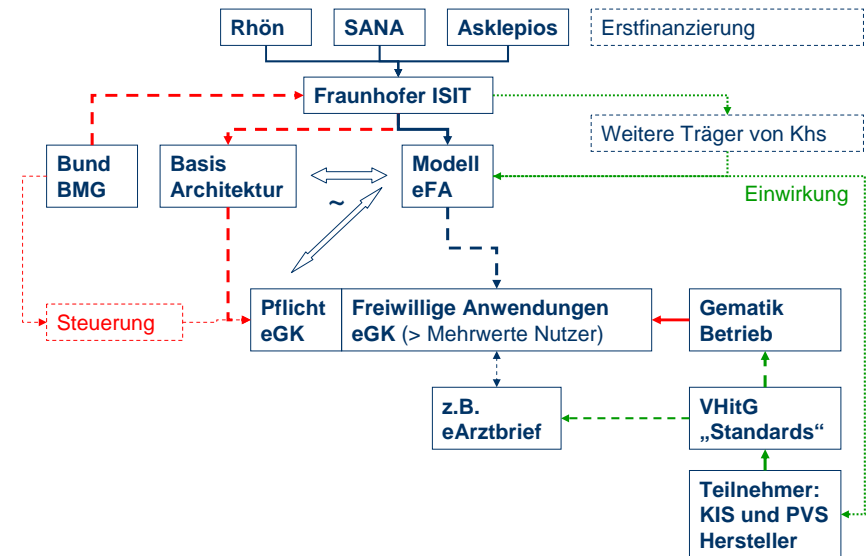 Rhön
SANA
Asklepios
Erstfinanzierung
Fraunhofer ISIT
Weitere Träger von Khs
Bund
BMG
Basis
Architektur
Modell
eFA
~
Einwirkung
Steuerung
Pflicht
eGK
Freiwillige Anwendungen
eGK (> Mehrwerte Nutzer)
Gematik
Betrieb
z.B.
eArztbrief
VHitG
„Standards“
Teilnehmer:
KIS und PVS
Hersteller